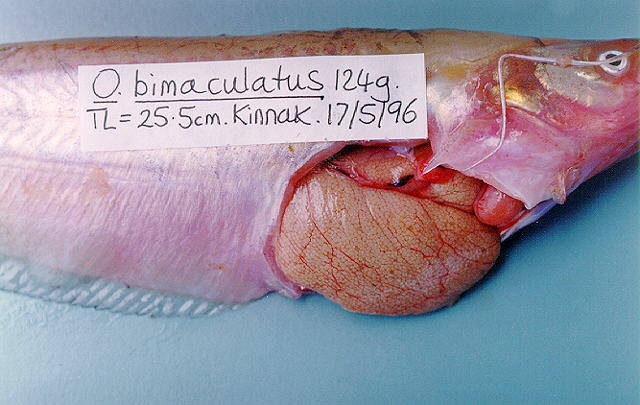 O. bimaculatus 124g.
TL = 25.5cm. Kinnak. 17/5/96